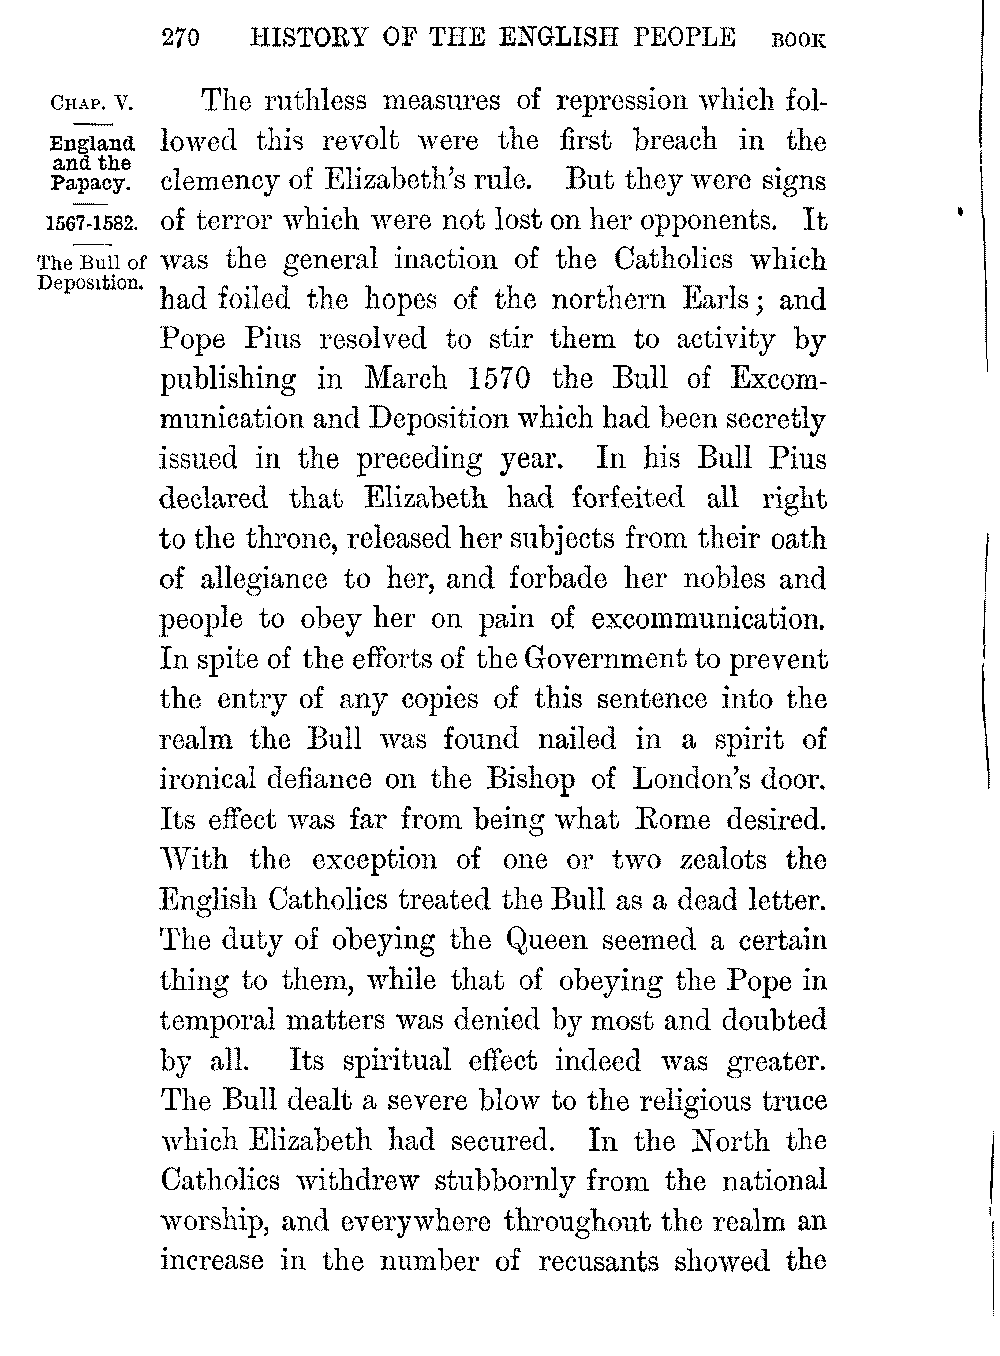 270 HISTORY OF THE ENGLISH PEOPLE BOOK
CHAP. V.
England
and the
Papacy.
1567-1582.
The Bull of
Deposition.
The ruthless measures of repression which fol-
lowed this revolt were the first breach in the
clemency of Elizabeth's rule. But they were signs
of terror which were not lost on her opponents. It
was the general inaction of the Catholics which
had foiled the hopes of the northern Earls; and
Pope Pius resolved to stir them to activity by
publishing in March 1570 the Bull of Excom-
munication and Deposition which had been secretly
issued in the preceding year. In his Bull Pius
declared that Elizabeth had forfeited all right
to the throne, released her subjects from their oath
of allegiance to her, and forbade her nobles and
people to obey her on pain of excommunication.
In spite of the efforts of the Government to prevent
the entry of any copies of this sentence into the
realm the Bull was found nailed in a spirit of
ironical defiance on the Bishop of London's door.
Its effect was far from being what Rome desired.
With the exception of one or two zealots the
English Catholics treated the Bull as a dead letter.
The duty of obeying the Queen seemed a certain
thing to them, while that of obeying the Pope in
temporal matters was denied by most and doubted
by all. Its spiritual effect indeed was greater.
The Bull dealt a severe blow to the religious truce
which Elizabeth had secured. In the North the
Catholics withdrew stubbornly from the national
worship, and everywhere throughout the realm an
increase in the number of recusants showed the